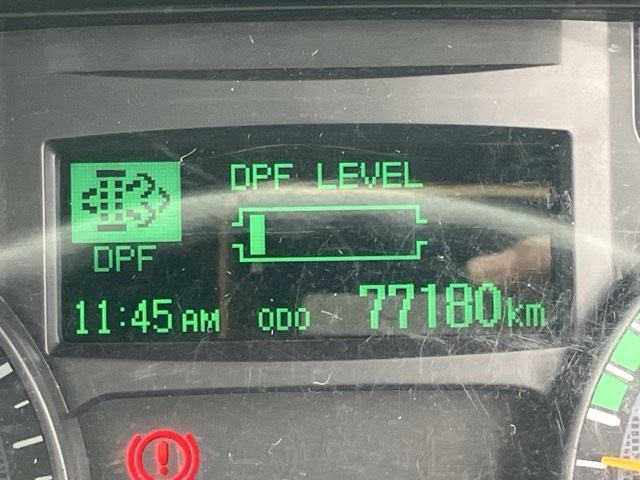 DPF LEVEL
DPF
11:45 AM ODO 77180 km